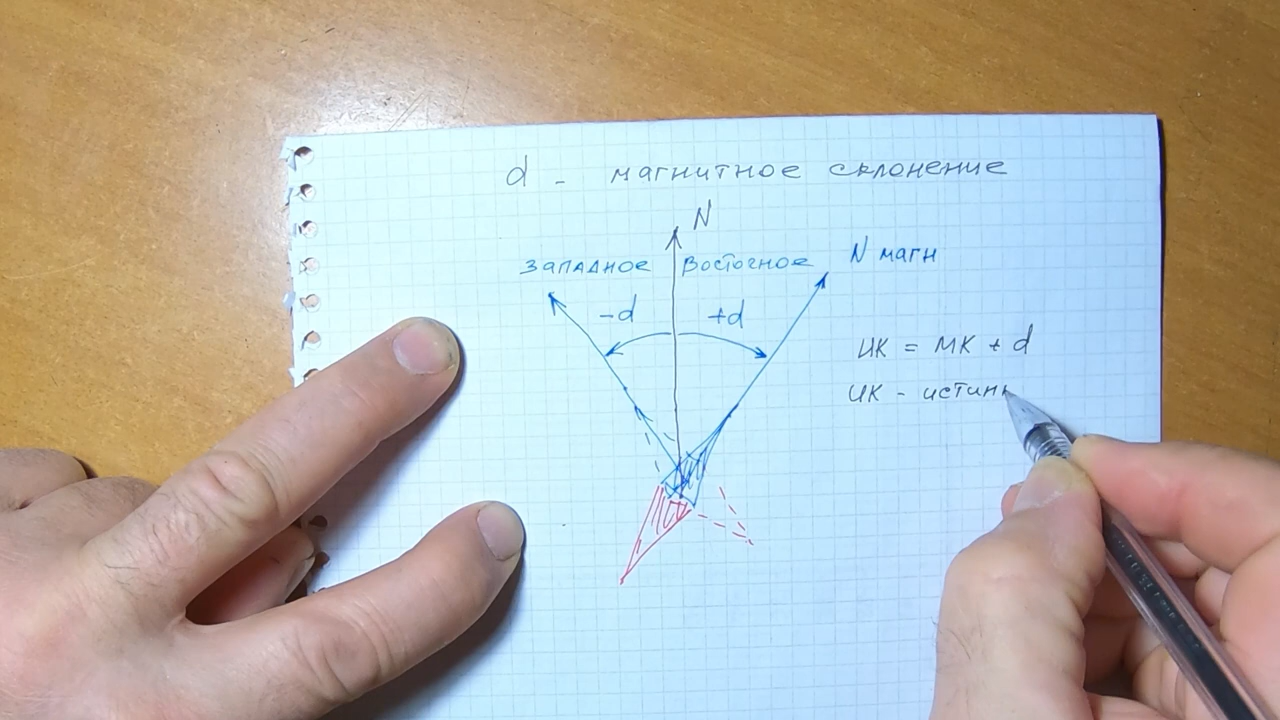 d - магнитное склонение
N
Западное Восточное N магн
-d +d
ИК = МК + d
ИК - истин